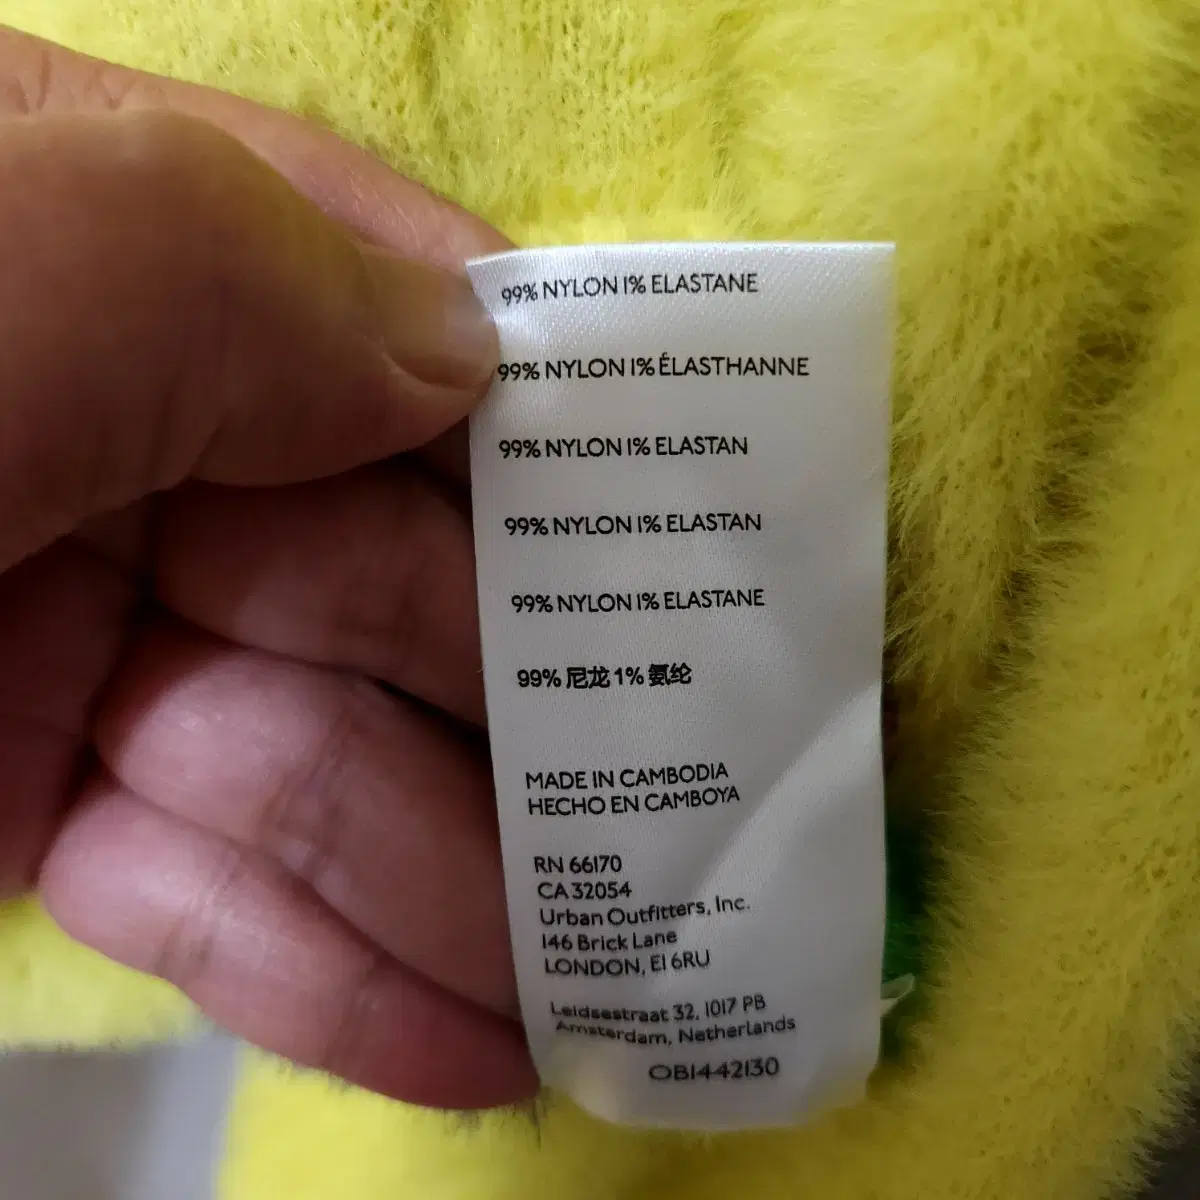 99% NYLON 1% ELASTANE
99% NYLON 1% ÉLASTHANNE
99% NYLON 1% ELASTAN
99% NYLON 1% ELASTAN
99% NYLON 1% ELASTANE
99% 尼龙 1% 氨纶
MADE IN CAMBODIA
HECHO EN CAMBOYA
RN 66170
CA 32054
Urban Outfitters, Inc.
146 Brick Lane
LONDON, E1 6RU
Leidsestraat 32, 1017 PB
Amsterdam, Netherlands
OB1442130